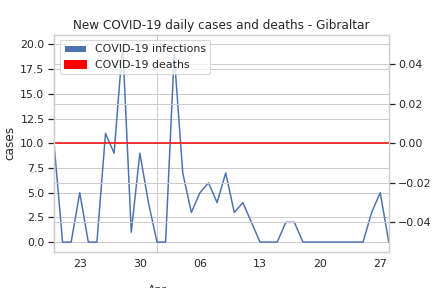 New COVID-19 daily cases and deaths - Gibraltar
COVID-19 infections
COVID-19 deaths
cases
20.0
17.5
15.0
12.5
10.0
7.5
5.0
2.5
0.0
0.04
0.02
0.00
−0.02
−0.04
23 30 06 13 20 27